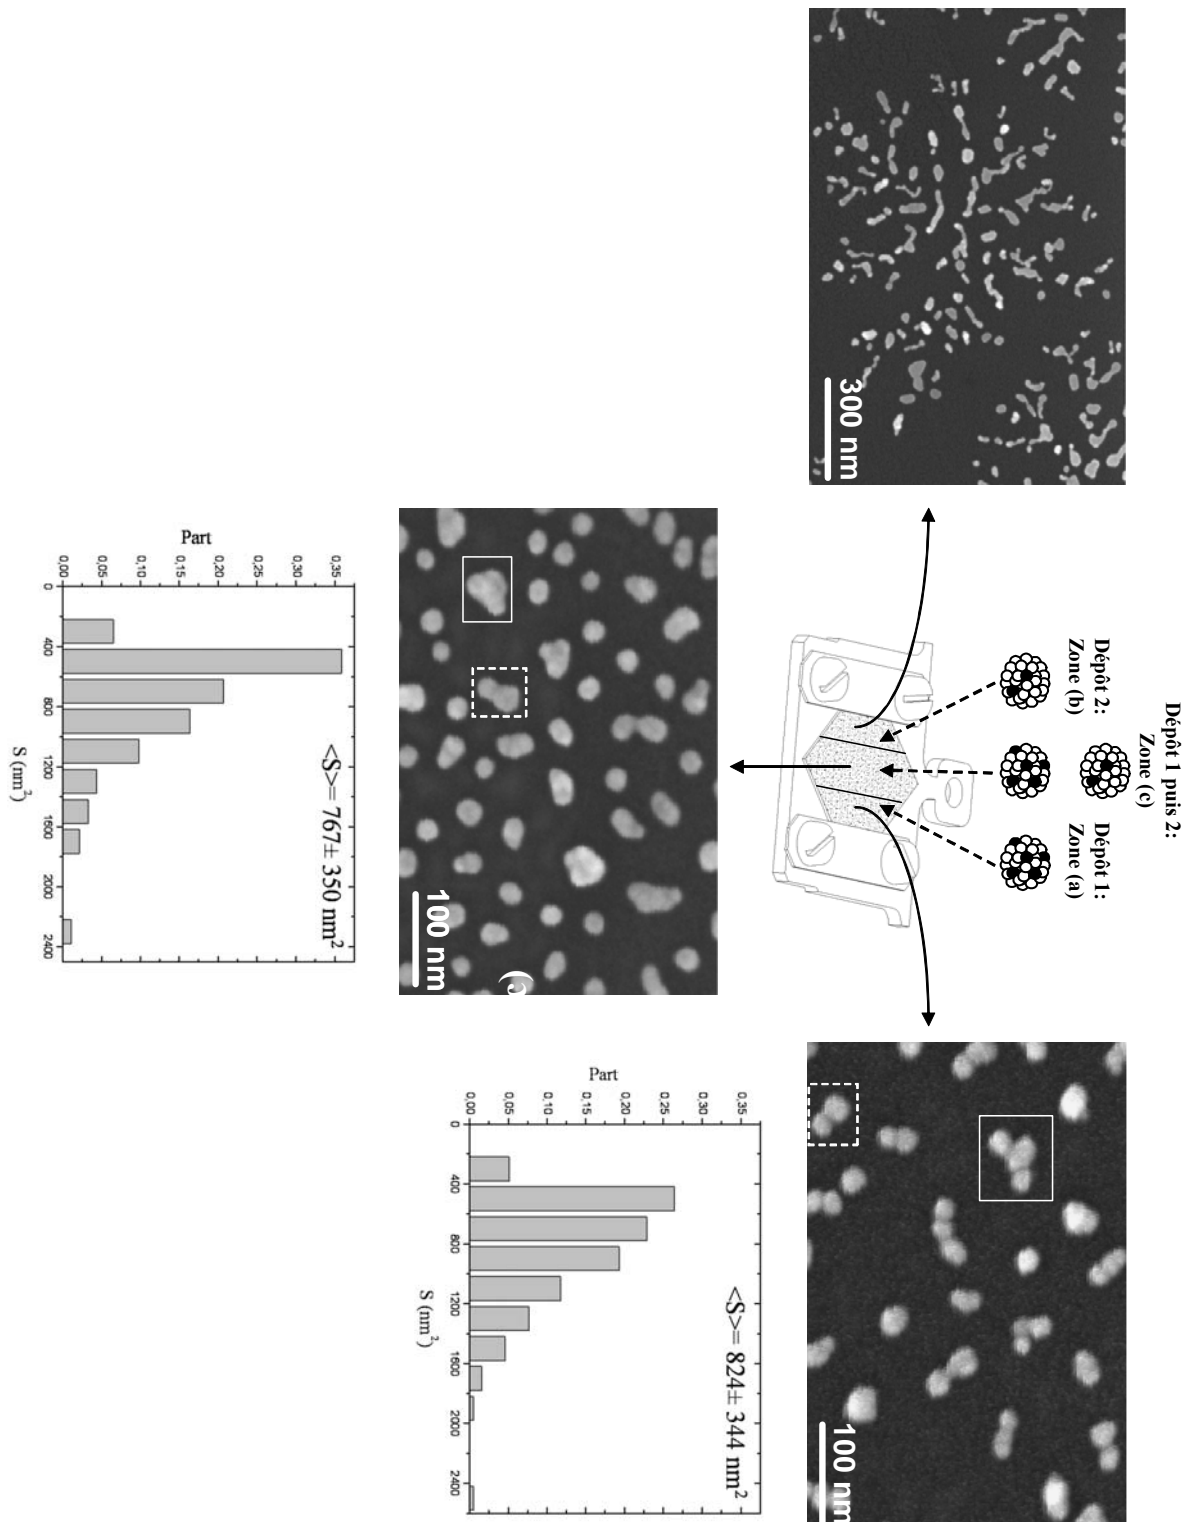 Dépôt 1 puis 2:
Zone (c)
Dépôt 2:
Zone (b)
Dépôt 1:
Zone (a)
300 nm
100 nm
(c
100 nm
Part
0,00
0,05
0,10
0,15
0,20
0,25
0,30
0,35
0
400
800
1200
1600
2000
2400
S (nm²)
<S>= 767± 350 nm²
Part
0,00
0,05
0,10
0,15
0,20
0,25
0,30
0,35
0
400
800
1200
1600
2000
2400
S (nm²)
<S>= 824± 344 nm²